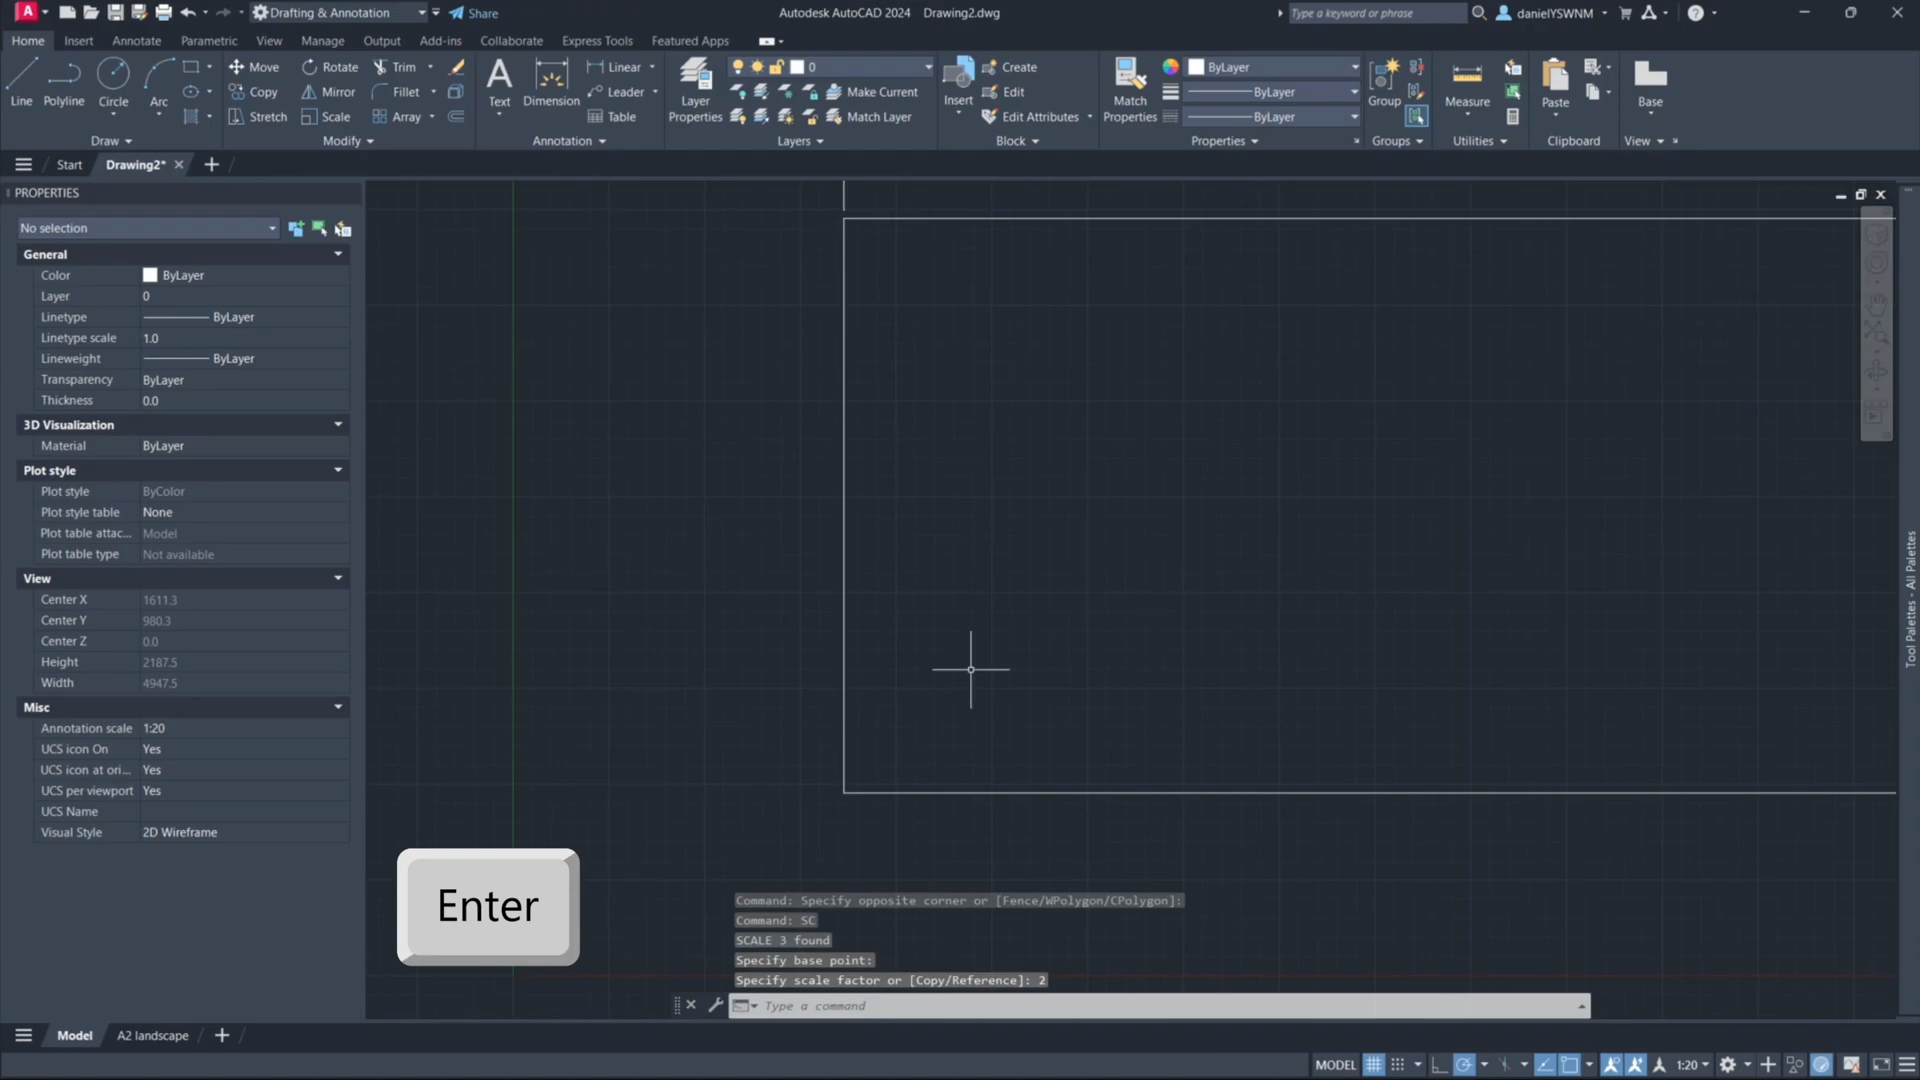 A Drafting & Annotation Share Autodesk AutoCAD 2024 Drawing2.dwg Type a keyword or phrase danielYSWNM
Home Insert Annotate Parametric View Manage Output Add-ins Collaborate Express Tools Featured Apps
Move Rotate Trim Linear 0 Create ByLayer
Line Polyline Circle Arc Copy Mirror Fillet Text Dimension Leader Layer Properties Make Current Insert Edit Match Properties ByLayer Group Measure Paste Base
Stretch Scale Array Table Match Layer Edit Attributes ByLayer
Draw Modify Annotation Layers Block Properties Groups Utilities Clipboard View
Start Drawing2*
PROPERTIES
No selection
General
Color ByLayer
Layer 0
Linetype ByLayer
Linetype scale 1.0
Lineweight ByLayer
Transparency ByLayer
Thickness 0.0
3D Visualization
Material ByLayer
Plot style
Plot style ByColor
Plot style table None
Plot table attac... Model
Plot table type Not available
View
Center X 1611.3
Center Y 980.3
Center Z 0.0
Height 2187.5
Width 4947.5
Misc
Annotation scale 1:20
UCS icon On Yes
UCS icon at ori... Yes
UCS per viewport Yes
UCS Name
Visual Style 2D Wireframe
Tool Palettes - All Palettes
Enter
Command: Specify opposite corner or [Fence/WPolygon/CPolygon]:
Command: SC
SCALE 3 found
Specify base point:
Specify scale factor or [Copy/Reference]: 2
Type a command
Model A2 landscape
MODEL 1:20